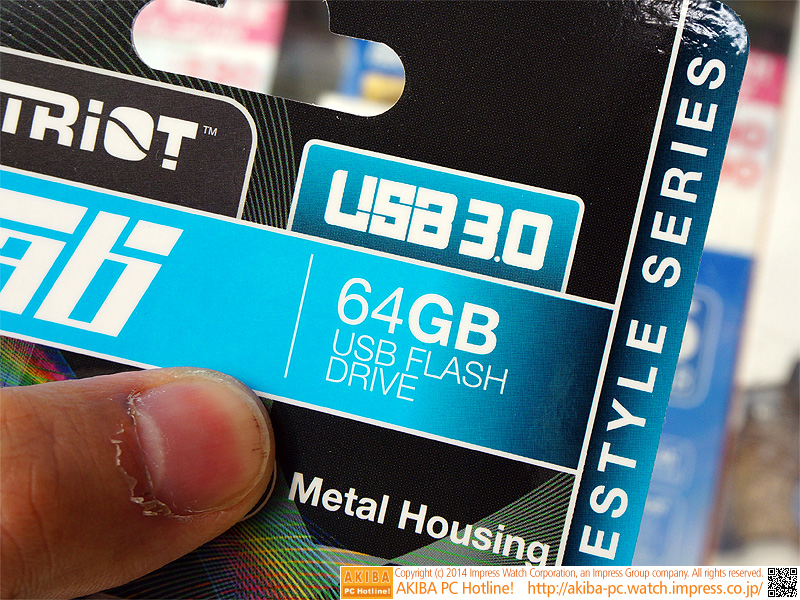 TRiOT™
USB 3.0
64GB
USB FLASH
DRIVE
Metal Housing
ESTYLE SERIES
AKIBA
PC Hotline!
Copyright (c) 2014 Impress Watch Corporation, an Impress Group company. All rights reserved.
AKIBA PC Hotline! http://akiba-pc.watch.impress.co.jp/